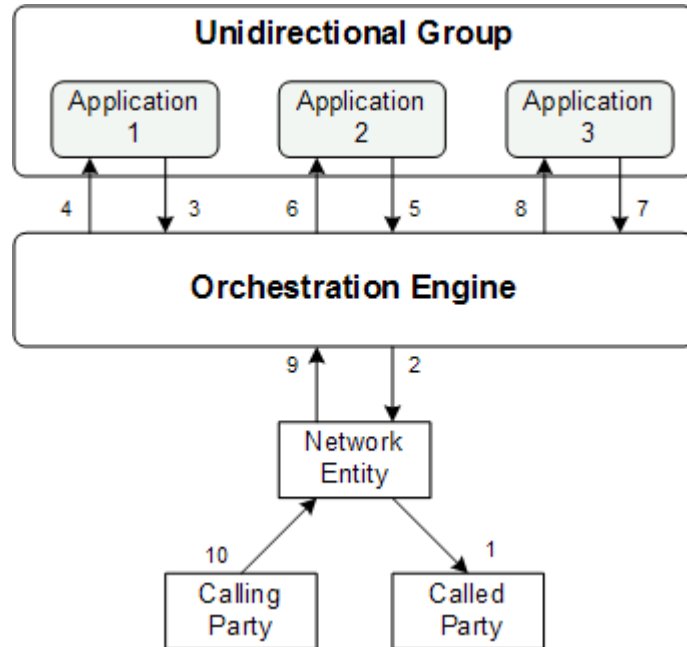 Unidirectional Group
Application
1
Application
2
Application
3
4
3
6
5
8
7
Orchestration Engine
9
2
Network
Entity
10
1
Calling
Party
Called
Party